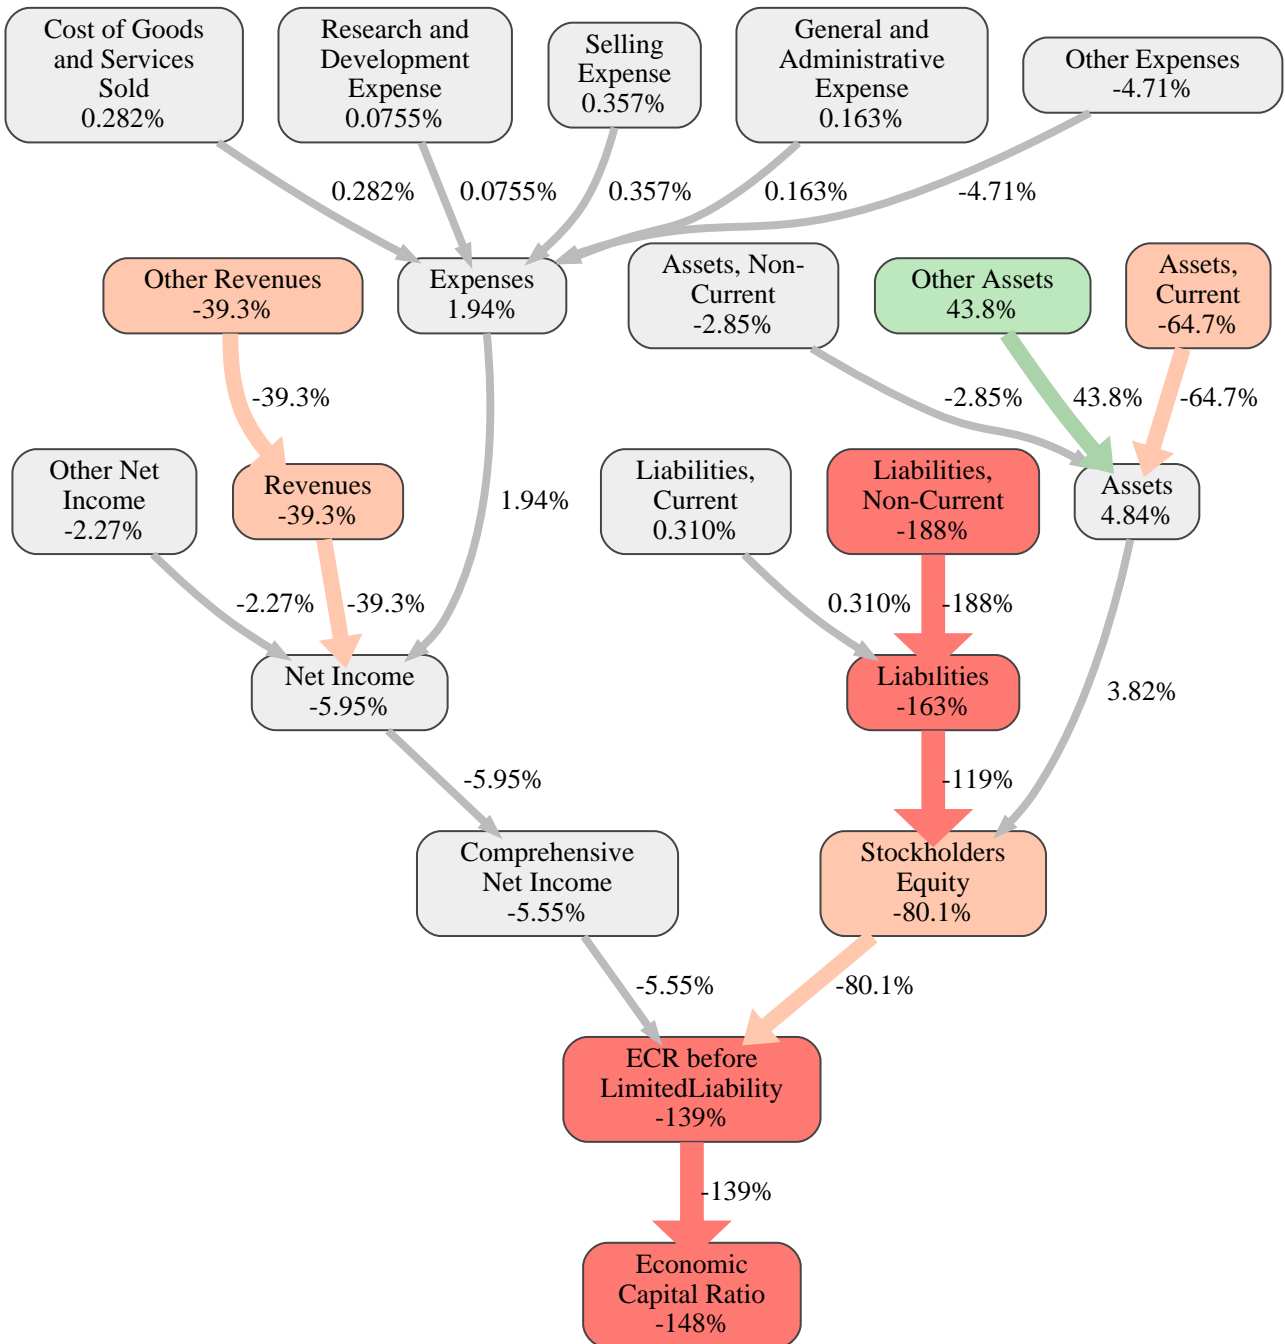 Cost of Goods
and Services
Sold
0.282%
Research and
Development
Expense
0.0755%
Selling
Expense
0.357%
General and
Administrative
Expense
0.163%
Other Expenses
-4.71%
0.282%
0.0755%
0.357%
0.163%
-4.71%
Other Revenues
-39.3%
Expenses
1.94%
Assets, Non-
Current
-2.85%
Other Assets
43.8%
Assets,
Current
-64.7%
-39.3%
-2.85%
43.8%
-64.7%
Other Net
Income
-2.27%
Revenues
-39.3%
1.94%
Liabilities,
Current
0.310%
Liabilities,
Non-Current
-188%
Assets
4.84%
-2.27%
-39.3%
0.310%
-188%
Net Income
-5.95%
Liabilities
-163%
3.82%
-5.95%
-119%
Comprehensive
Net Income
-5.55%
Stockholders
Equity
-80.1%
-5.55%
-80.1%
ECR before
LimitedLiability
-139%
-139%
Economic
Capital Ratio
-148%